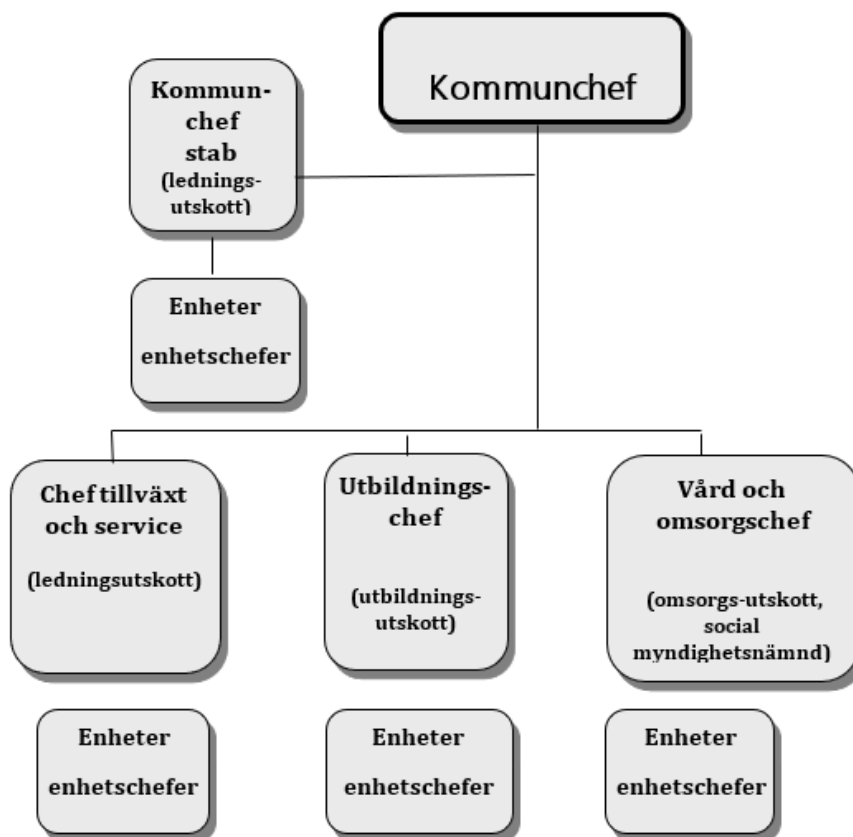 Kommunchef
Kommun-
chef
stab
(lednings-
utskott)
Enheter
enhetschefer
Chef tillväxt
och service
(ledningsutskott)
Utbildnings-
chef
(utbildnings-
utskott)
Vård och
omsorgschef
(omsorgs-utskott,
social
myndighetsnämnd)
Enheter
enhetschefer
Enheter
enhetschefer
Enheter
enhetschefer